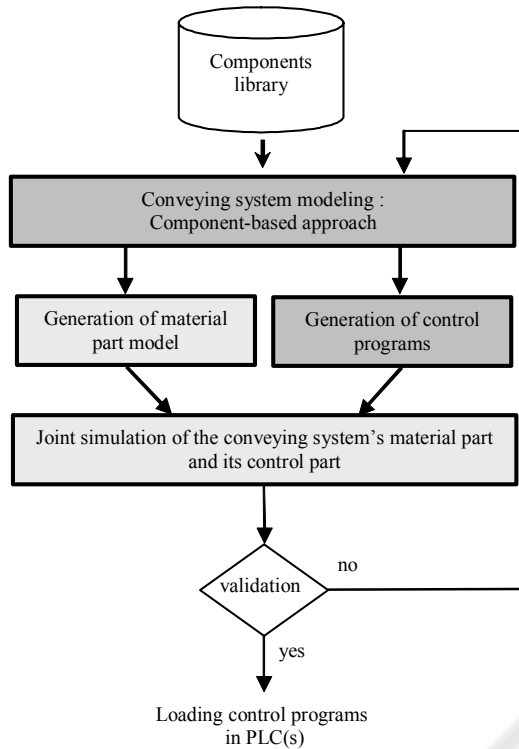 Components
library
Conveying system modeling :
Component-based approach
Generation of material
part model
Generation of control
programs
Joint simulation of the conveying system’s material part
and its control part
validation
no
yes
Loading control programs
in PLC(s)